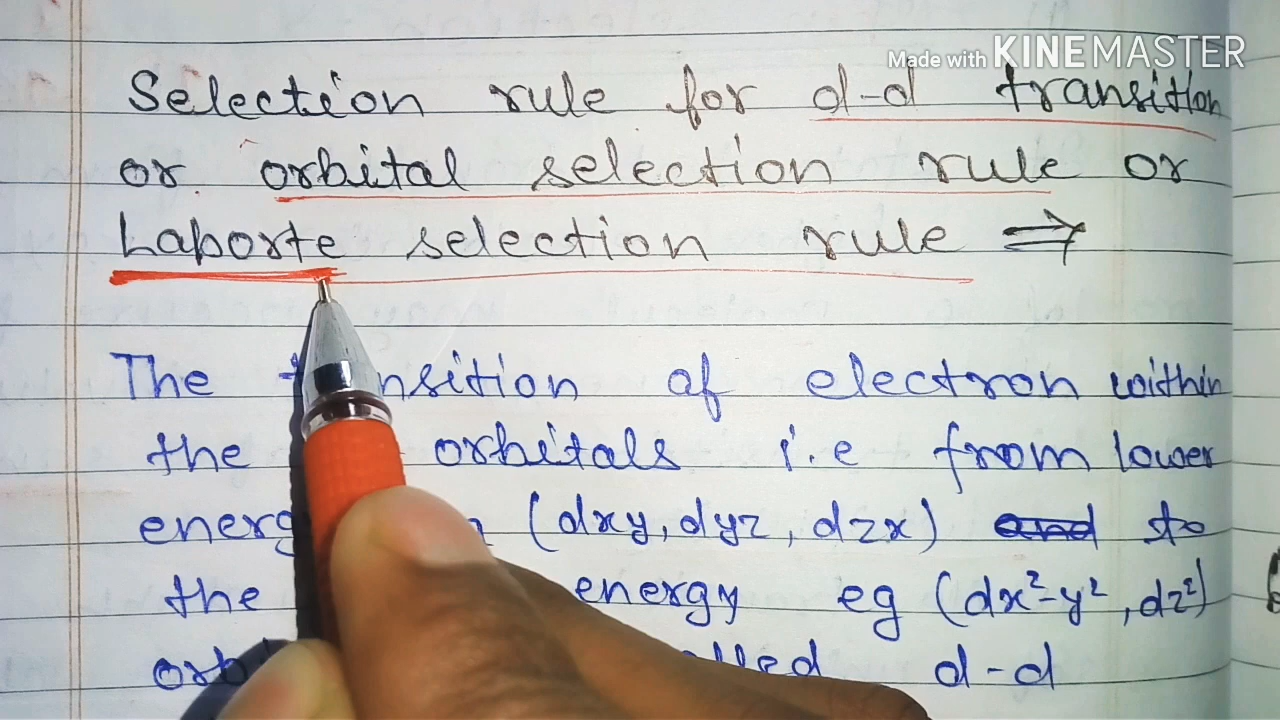 Made with KINEMASTER
Selection rule for d-d transition
or orbital selection rule or
Laporte selection rule ⇒
The nsition of electron within
the orbitals i.e from lower
energ (dxy, dyz, dzx) and to
the energy eg (dx²-y², dz²)
d-d